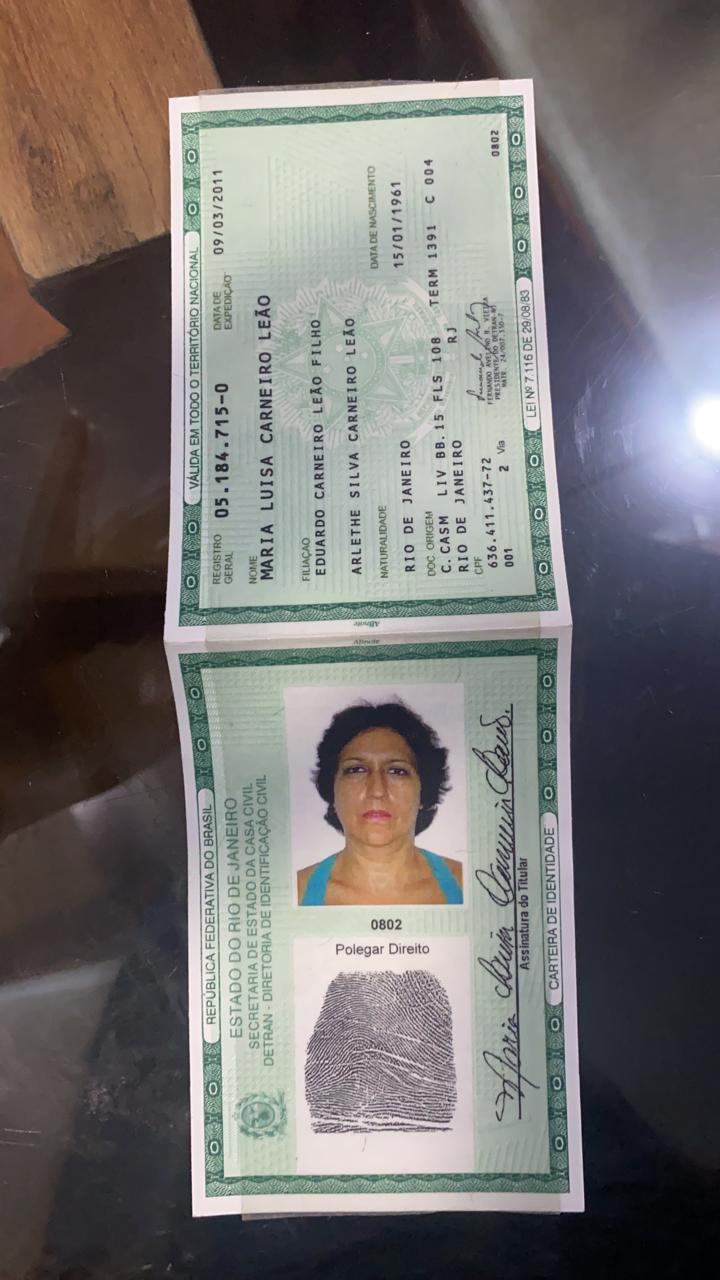 REPÚBLICA FEDERATIVA DO BRASIL
ESTADO DO RIO DE JANEIRO
SECRETARIA DE ESTADO DA CASA CIVIL
DETRAN - DIRETORIA DE IDENTIFICAÇÃO CIVIL
Polegar Direito
0802
Maria Luisa Carneiro Leão.
Assinatura do Titular
CARTEIRA DE IDENTIDADE
VÁLIDA EM TODO O TERRITÓRIO NACIONAL
REGISTRO GERAL 05.184.715-0 DATA DE EXPEDIÇÃO 09/03/2011
NOME
MARIA LUISA CARNEIRO LEÃO
FILIAÇAO
EDUARDO CARNEIRO LEÃO FILHO
ARLETHE SILVA CARNEIRO LEÃO
NATURALIDADE DATA DE NASCIMENTO
RIO DE JANEIRO 15/01/1961
DOC ORIGEM
C.CASM LIV BB.15 FLS 108 TERM 1391 C 004
RIO DE JANEIRO RJ
CPF
636.411.437-72
001 2 Via
FERNANDO AVELINO B. VIEIRA
PRESIDENTE DO DETRAN-RJ
MATR. 24/007.330-7
0802
LEI Nº 7.116 DE 29/08/83